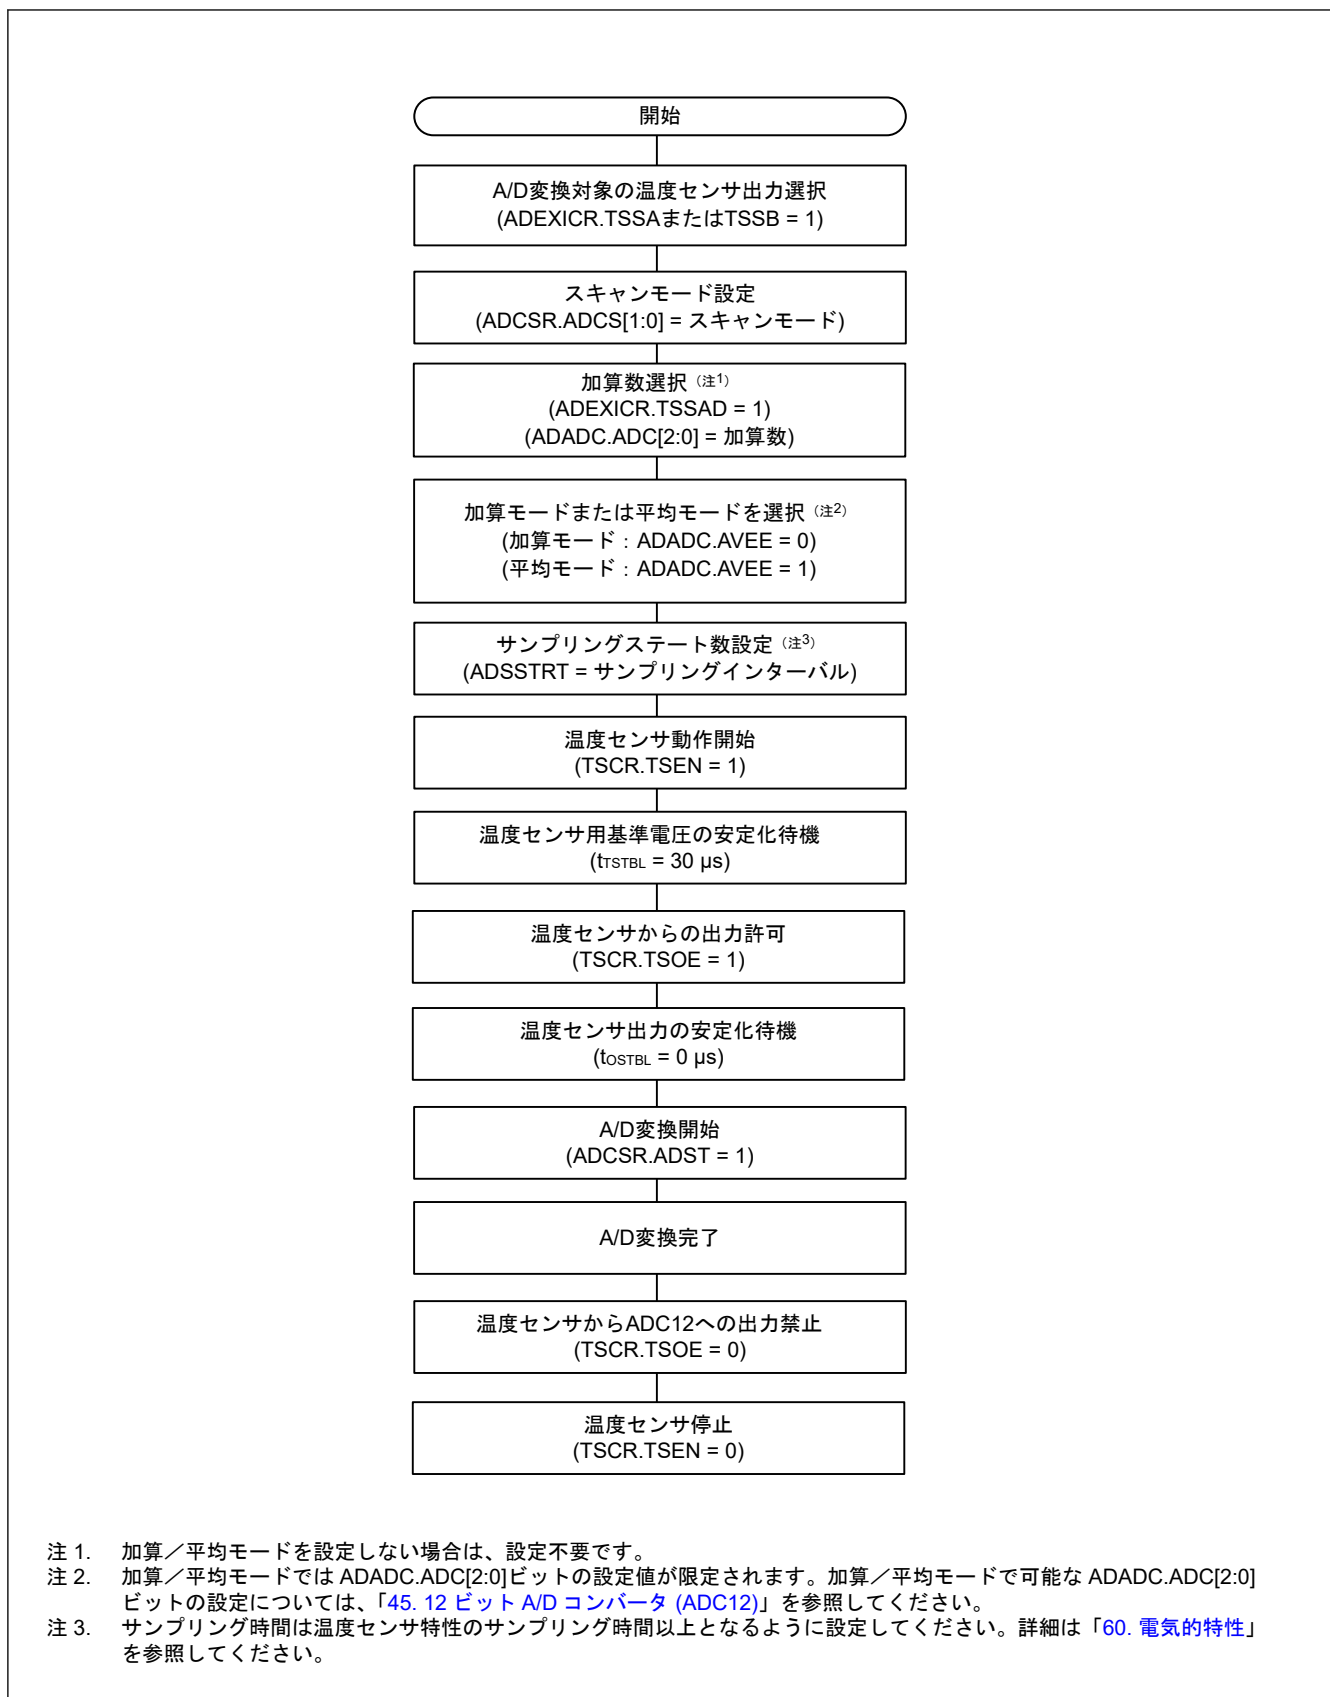 開始
A/D変換対象の温度センサ出力選択
(ADEXICR.TSSAまたはTSSB = 1)
スキャンモード設定
(ADCSR.ADCS[1:0] = スキャンモード)
加算数選択（注1）
(ADEXICR.TSSAD = 1)
(ADADC.ADC[2:0] = 加算数)
加算モードまたは平均モードを選択（注2）
(加算モード：ADADC.AVEE = 0)
(平均モード：ADADC.AVEE = 1)
サンプリングステート数設定（注3）
(ADSSTRT = サンプリングインターバル)
温度センサ動作開始
(TSCR.TSEN = 1)
温度センサ用基準電圧の安定化待機
(tTSTBL = 30 μs)
温度センサからの出力許可
(TSCR.TSOE = 1)
温度センサ出力の安定化待機
(tOSTBL = 0 μs)
A/D変換開始
(ADCSR.ADST = 1)
A/D変換完了
温度センサからADC12への出力禁止
(TSCR.TSOE = 0)
温度センサ停止
(TSCR.TSEN = 0)
注 1. 加算／平均モードを設定しない場合は、設定不要です。
注 2. 加算／平均モードでは ADADC.ADC[2:0]ビットの設定値が限定されます。加算／平均モードで可能な ADADC.ADC[2:0]
ビットの設定については、「45. 12 ビット A/D コンバータ (ADC12)」を参照してください。
注 3. サンプリング時間は温度センサ特性のサンプリング時間以上となるように設定してください。詳細は「60. 電気的特性」
を参照してください。